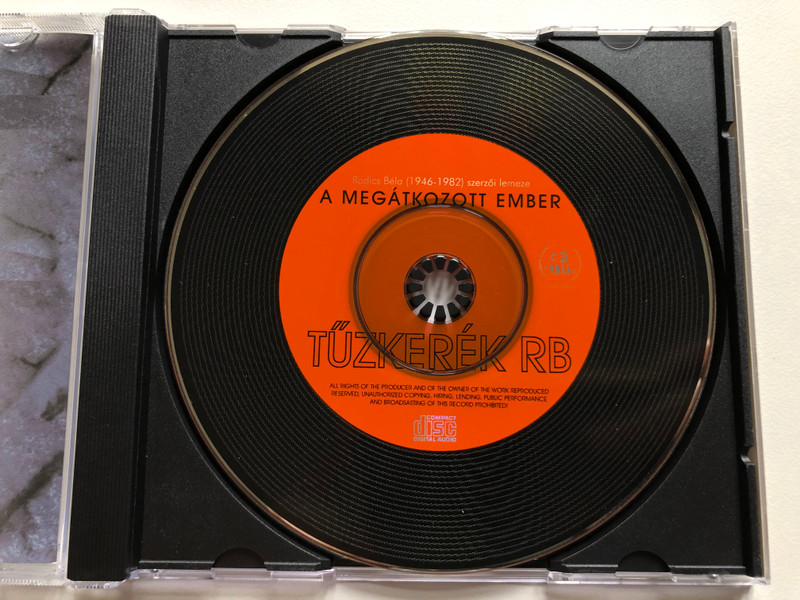 Radics Béla (1946-1982) szerzői lemeze
A MEGÁTKOZOTT EMBER
TŰZKERÉK RB
ALL RIGHTS OF THE PRODUCER AND OF THE OWNER OF THE WORK REPRODUCED
RESERVED, UNAUTHORIZED COPYING, HIRING, LENDING, PUBLIC PERFORMANCE
AND BROADSASTING OF THIS RECORD PROHIBITED!
COMPACT
disc
DIGITAL AUDIO